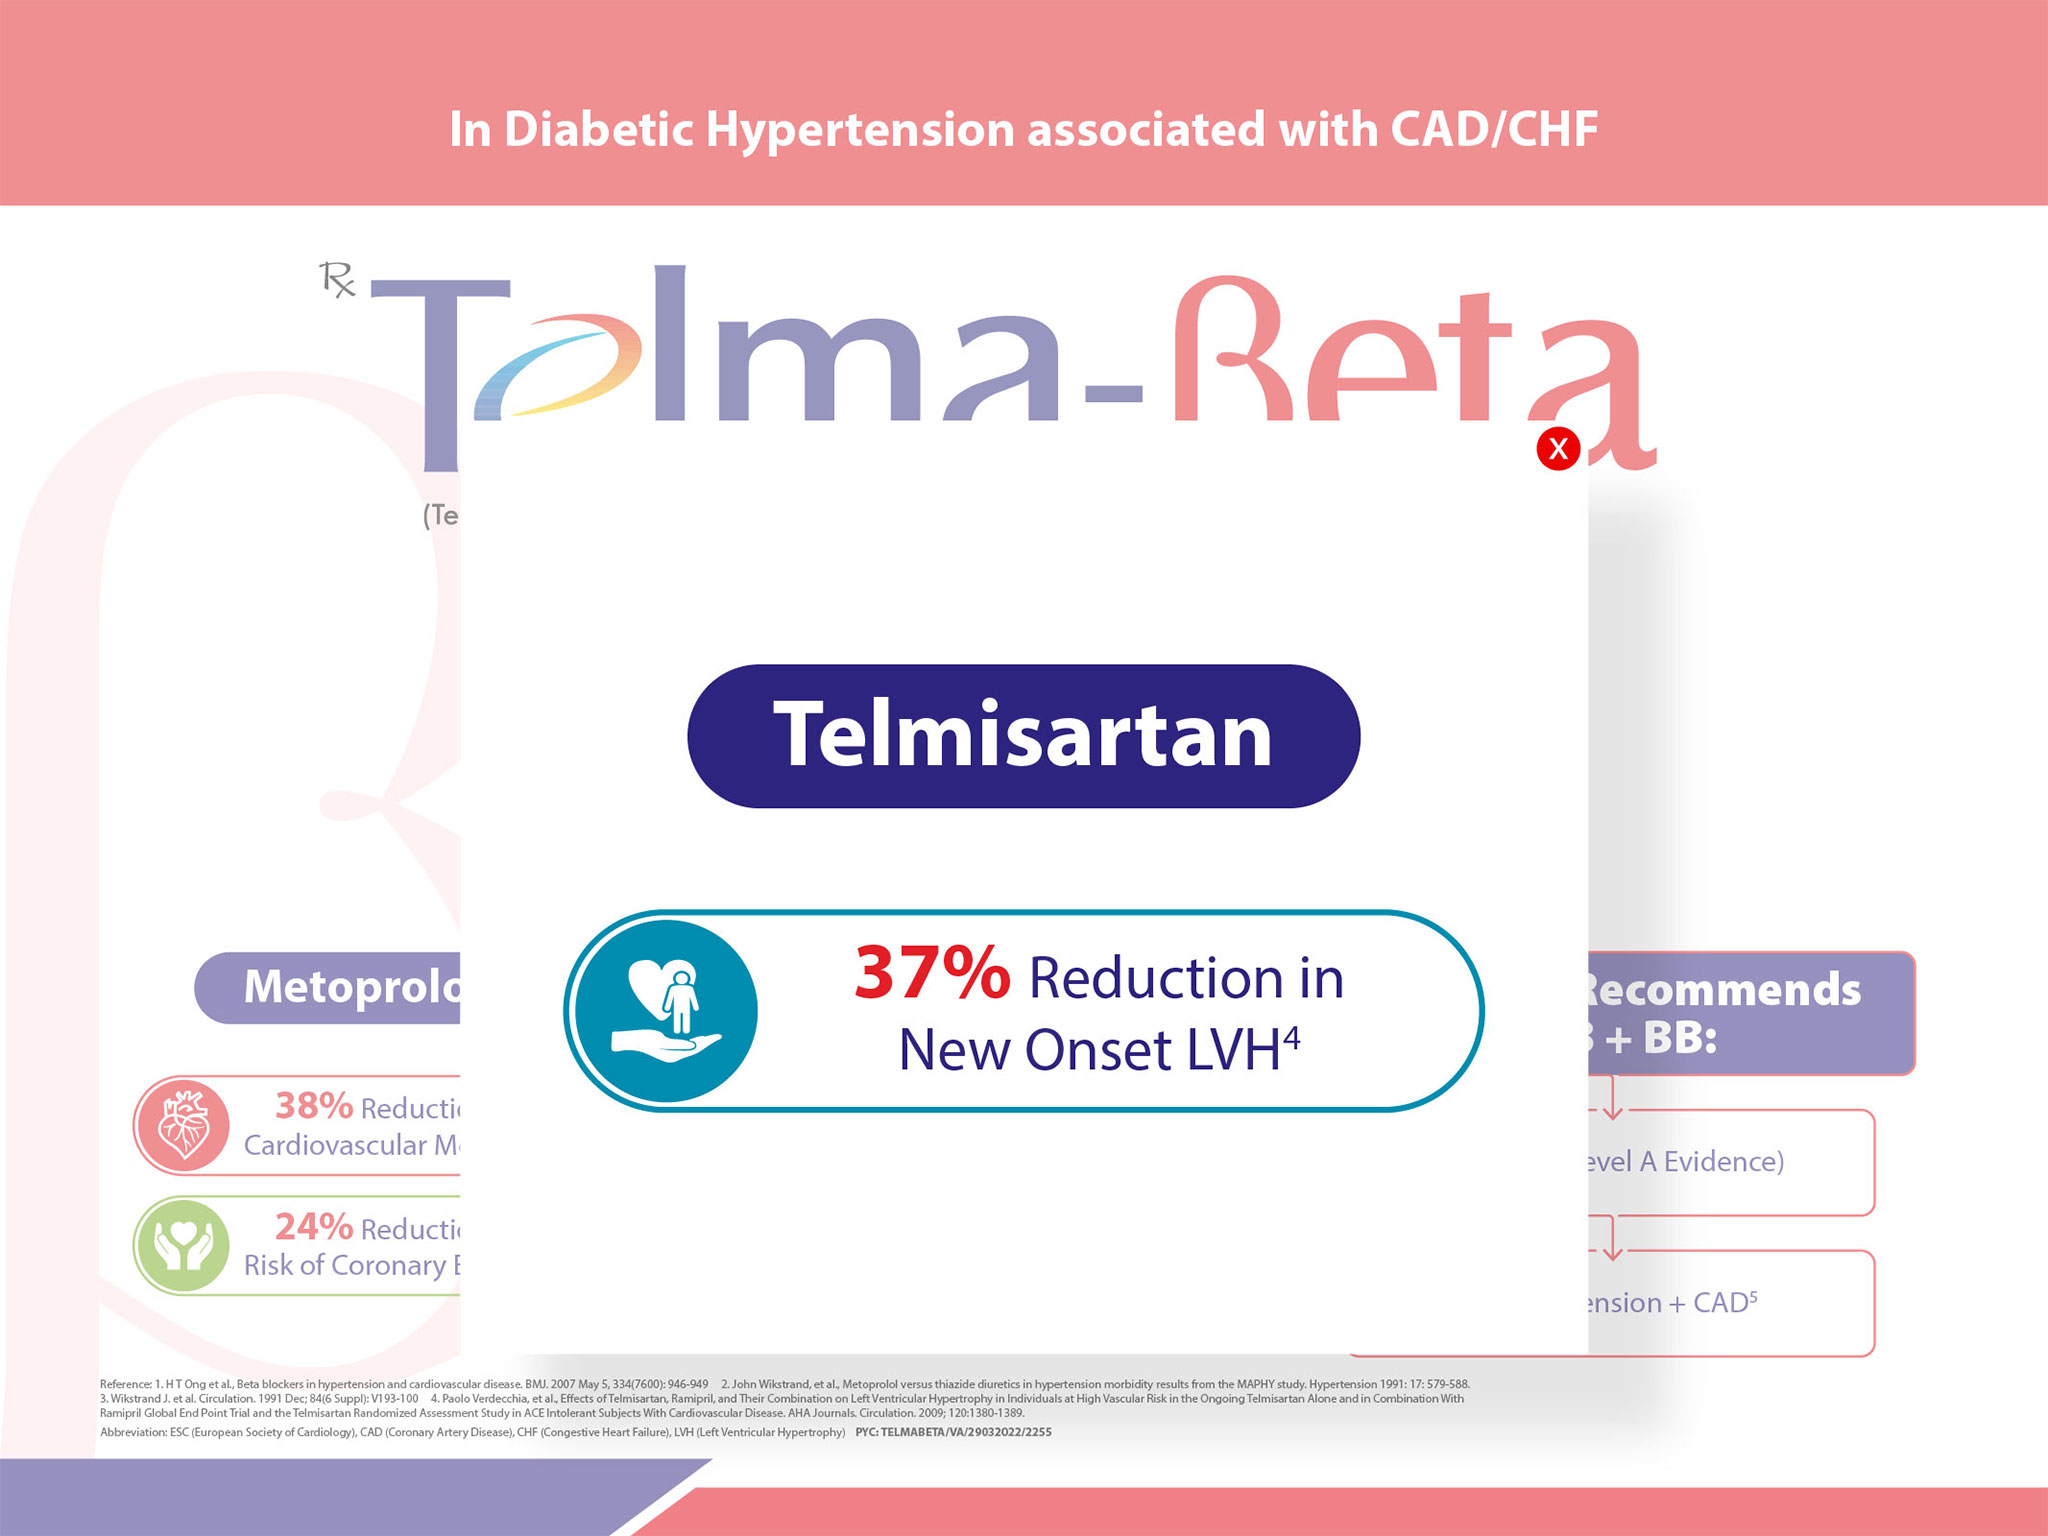 In Diabetic Hypertension associated with CAD/CHF
Rx Telma-Beta
X
(Te
Telmisartan
37% Reduction in
New Onset LVH⁴
Metoprolo
38% Reducti
Cardiovascular M
24% Reducti
Risk of Coronary
Recommends
+ BB:
evel A Evidence)
ension + CAD⁵
Reference: 1. H T Ong et al., Beta blockers in hypertension and cardiovascular disease. BMJ. 2007 May 5, 334(7600): 946-949 2. John Wikstrand, et al., Metoprolol versus thiazide diuretics in hypertension morbidity results from the MAPHY study. Hypertension 1991: 17: 579-588.
3. Wikstrand J. et al. Circulation. 1991 Dec; 84(6 Suppl): V193-100 4. Paolo Verdecchia, et al., Effects of Telmisartan, Ramipril, and Their Combination on Left Ventricular Hypertrophy in Individuals at High Vascular Risk in the Ongoing Telmisartan Alone and in Combination With
Ramipril Global End Point Trial and the Telmisartan Randomized Assessment Study in ACE Intolerant Subjects With Cardiovascular Disease. AHA Journals. Circulation. 2009; 120:1380-1389.
Abbreviation: ESC (European Society of Cardiology), CAD (Coronary Artery Disease), CHF (Congestive Heart Failure), LVH (Left Ventricular Hypertrophy) PYC: TELMABETA/VA/29032022/2255